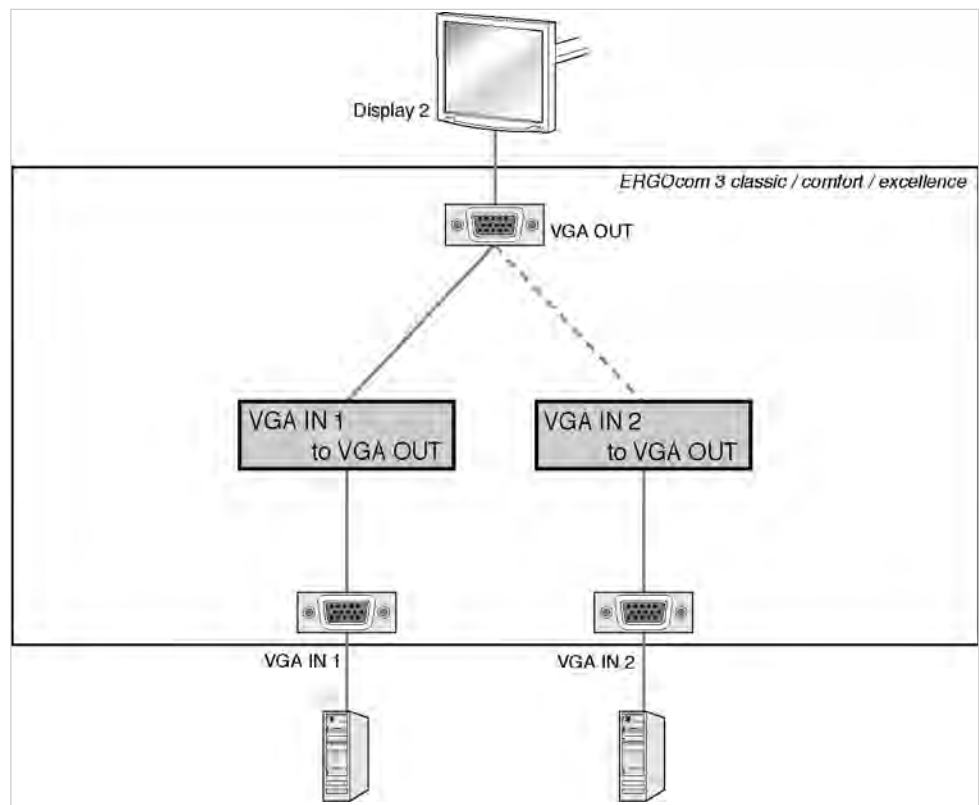 Display 2
ERGOcom 3 classic / comfort / excellence
VGA OUT
VGA IN 1
to VGA OUT
VGA IN 2
to VGA OUT
VGA IN 1
VGA IN 2